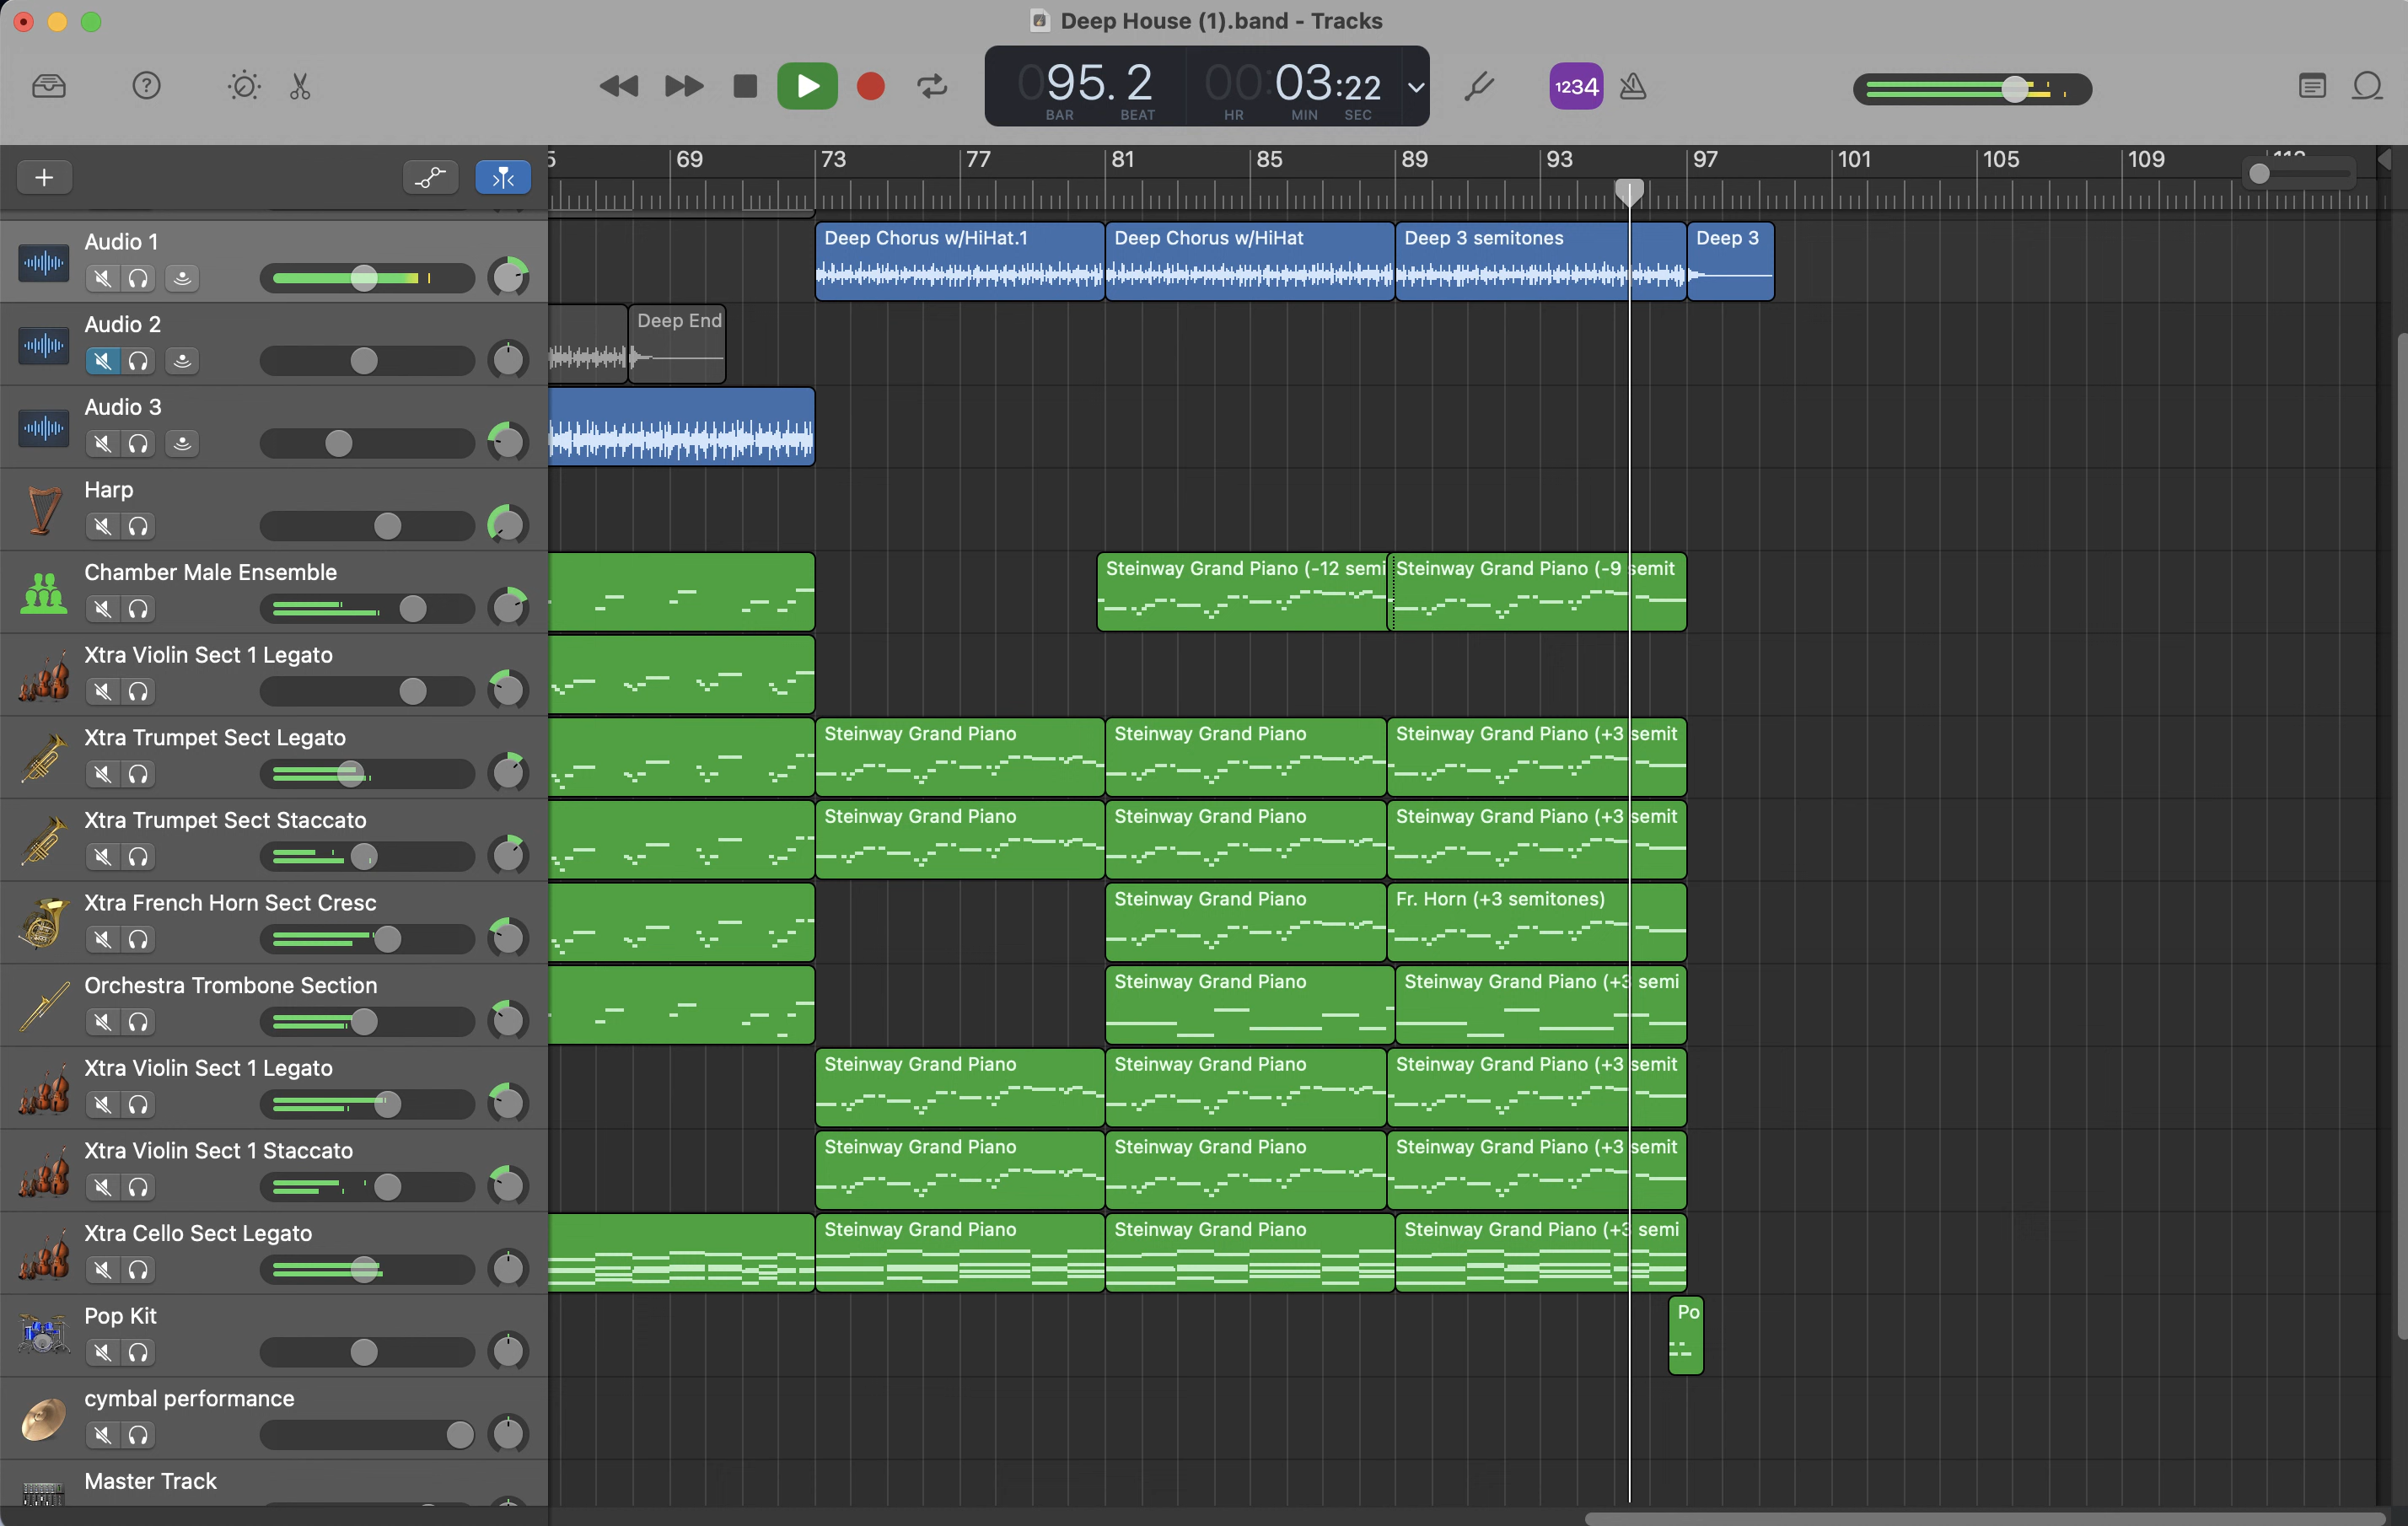 Deep House (1).band - Tracks
095.2 00:03:22
BAR BEAT HR MIN SEC
1234
5 69 73 77 81 85 89 93 97 101 105 109
Audio 1
Deep Chorus w/HiHat.1 Deep Chorus w/HiHat Deep 3 semitones Deep 3
Audio 2
Deep End
Audio 3
Harp
Chamber Male Ensemble
Steinway Grand Piano (-12 semi Steinway Grand Piano (-9 semit
Xtra Violin Sect 1 Legato
Xtra Trumpet Sect Legato
Steinway Grand Piano Steinway Grand Piano Steinway Grand Piano (+3 semit
Xtra Trumpet Sect Staccato
Steinway Grand Piano Steinway Grand Piano Steinway Grand Piano (+3 semit
Xtra French Horn Sect Cresc
Steinway Grand Piano Fr. Horn (+3 semitones)
Orchestra Trombone Section
Steinway Grand Piano Steinway Grand Piano (+3 semi
Xtra Violin Sect 1 Legato
Steinway Grand Piano Steinway Grand Piano Steinway Grand Piano (+3 semit
Xtra Violin Sect 1 Staccato
Steinway Grand Piano Steinway Grand Piano Steinway Grand Piano (+3 semit
Xtra Cello Sect Legato
Steinway Grand Piano Steinway Grand Piano Steinway Grand Piano (+3 semi
Pop Kit
Po
cymbal performance
Master Track